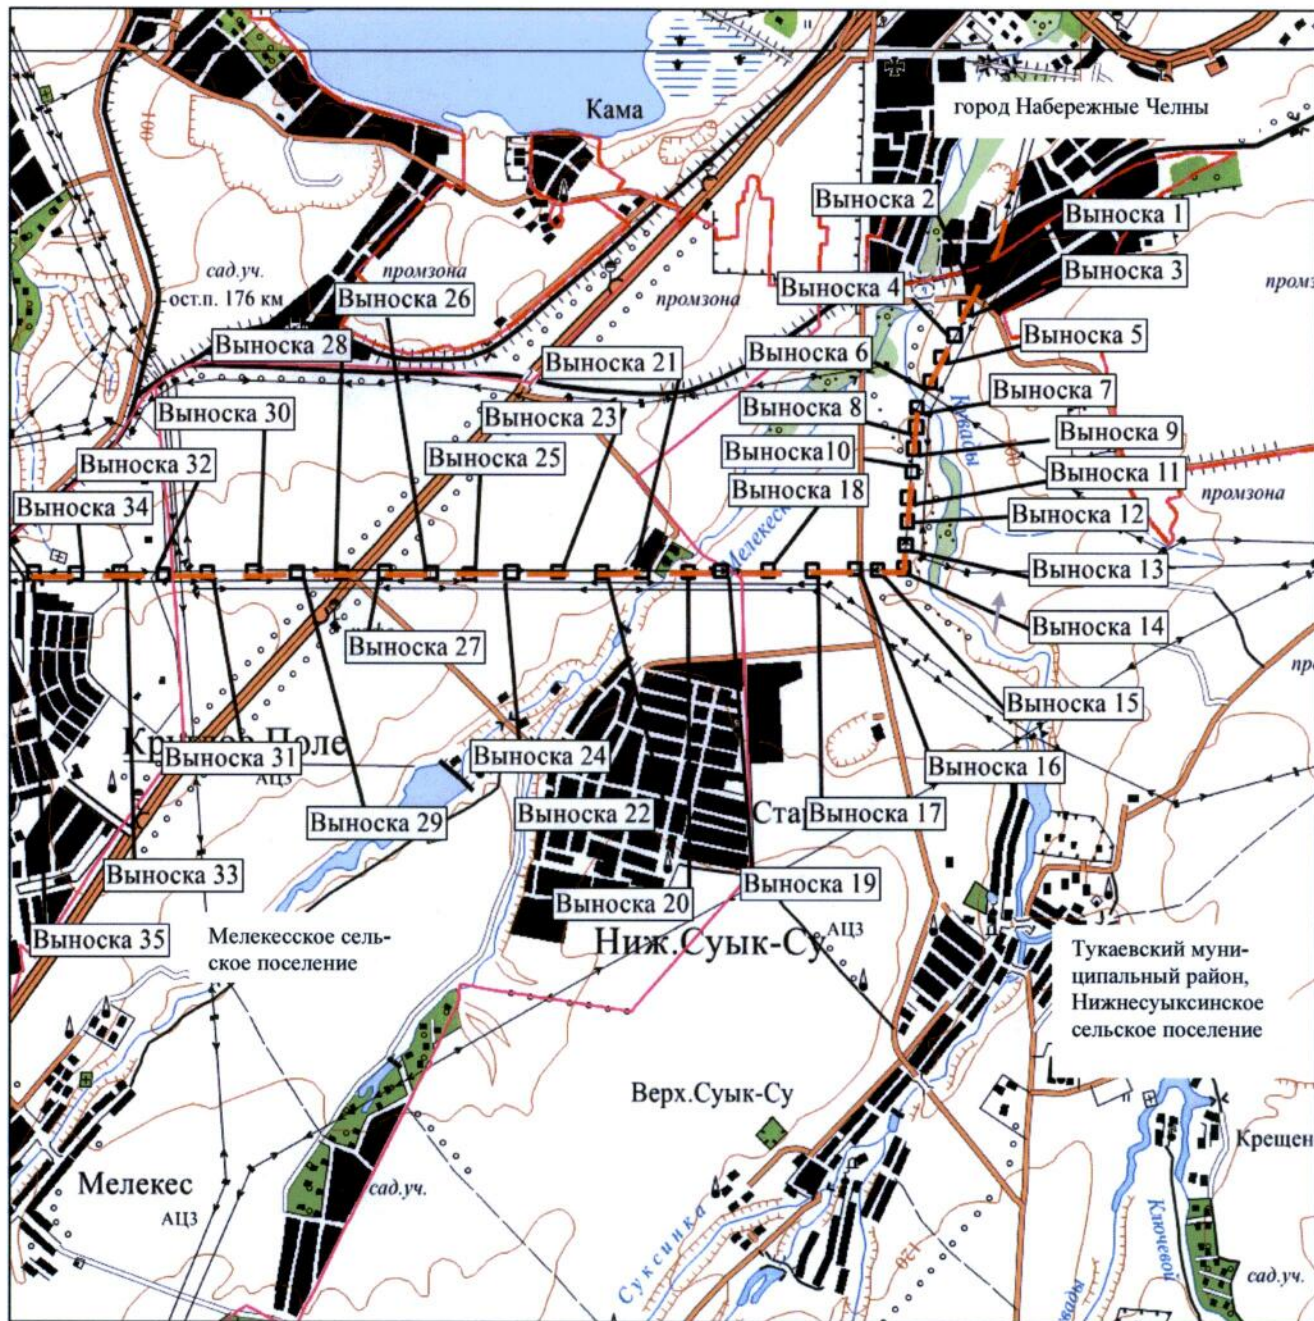 Кама
город Набережные Челны
Выноска 2
Выноска 1
сад.уч.
промзона
Выноска 3
ост.п. 176 км
Выноска 26
промзона
Выноска 4
Выноска 28
Выноска 21
Выноска 6
Выноска 5
Выноска 7
Выноска 30
Выноска 23
Выноска 8
Выноска 9
Выноска 32
Выноска 25
Выноска10
Выноска 11
Выноска 34
Выноска 18
промзона
Выноска 12
Выноска 13
Выноска 27
Выноска 14
Выноска 15
Поле
Выноска 31
Выноска 24
Выноска 16
АЦЗ
Выноска 29
Выноска 22
Выноска 17
Выноска 33
Выноска 19
Выноска 20
Выноска 35
Мелекесское сель-
ское поселение
Ниж.Суык-Су
АЦЗ
Тукаевский муни-
ципальный район,
Нижнесуыксинское
сельское поселение
Верх.Суык-Су
Крещен
Мелекес
АЦЗ
сад.уч.
Суксинка
120
Ключевой
сад.уч.
100